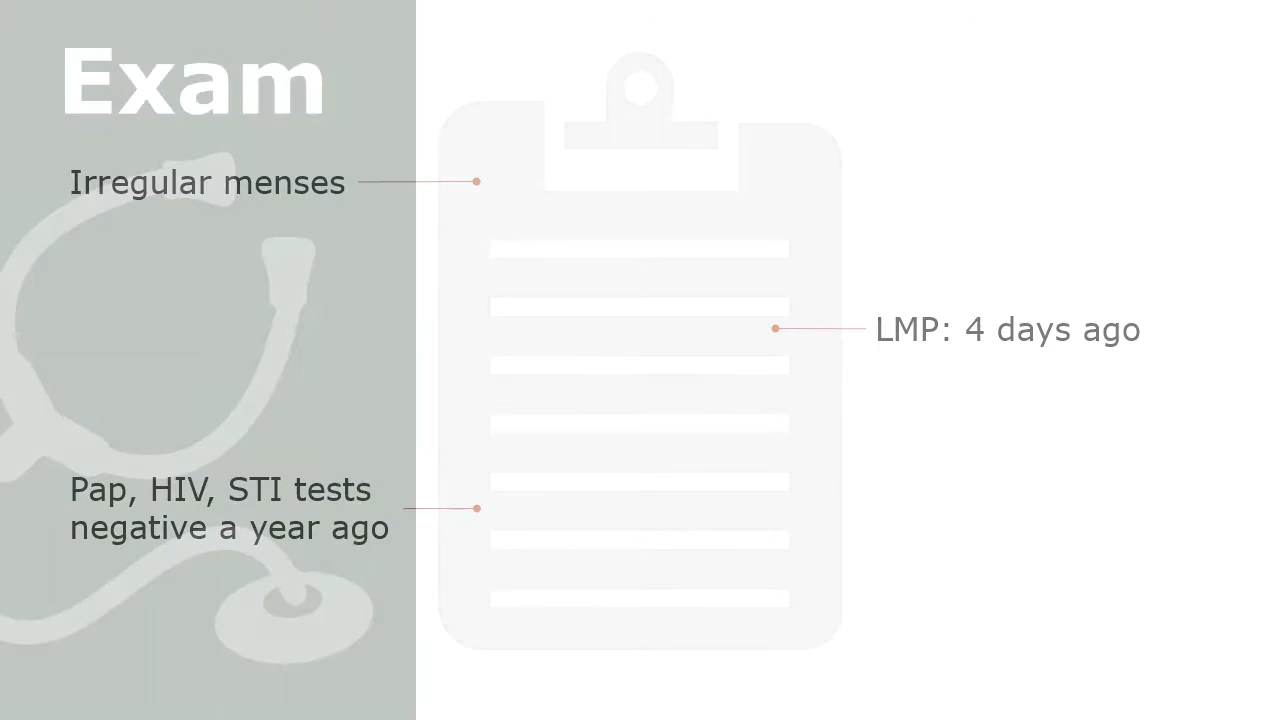 Exam
Irregular menses
LMP: 4 days ago
Pap, HIV, STI tests
negative a year ago